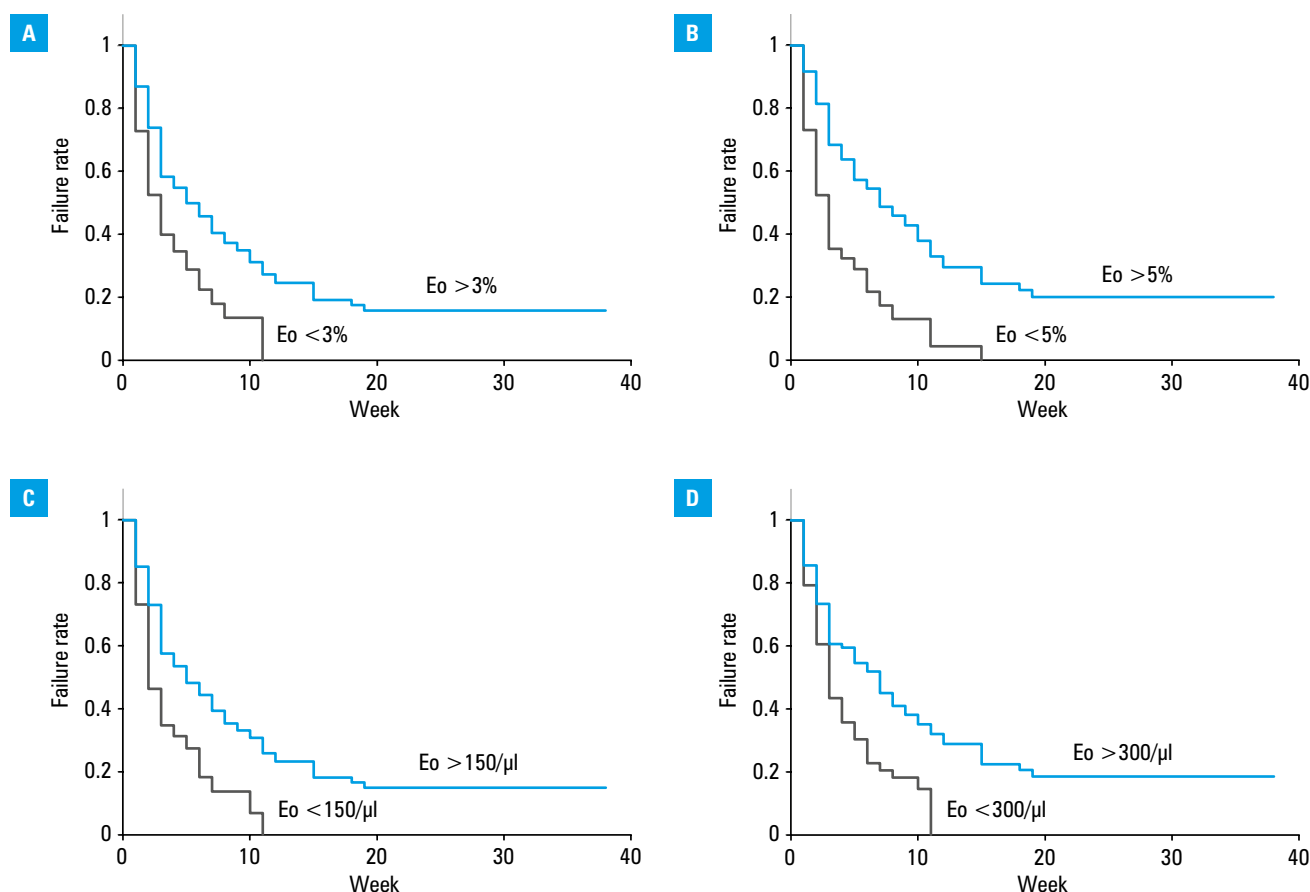 A
Failure rate
1
0.8
0.6
0.4
0.2
0
Eo >3%
Eo <3%
0 10 20 30 40
Week
B
Failure rate
1
0.8
0.6
0.4
0.2
0
Eo >5%
Eo <5%
0 10 20 30 40
Week
C
Failure rate
1
0.8
0.6
0.4
0.2
0
Eo >150/µl
Eo <150/µl
0 10 20 30 40
Week
D
Failure rate
1
0.8
0.6
0.4
0.2
0
Eo >300/µl
Eo <300/µl
0 10 20 30 40
Week